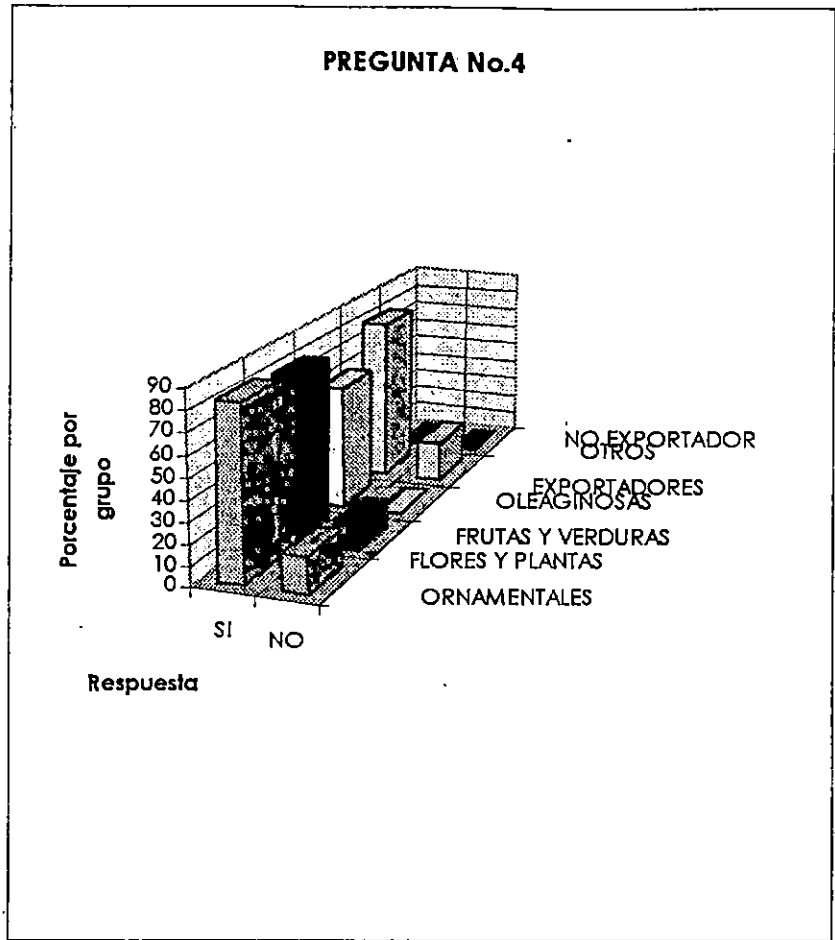 PREGUNTA No.4
Porcentaje por
grupo
90
80
70
60
50
40
30
20
10
0
SI
NO
Respuesta
NO EXPORTADOR
OTROS
EXPORTADORES
OLEAGINOSAS
FRUTAS Y VERDURAS
FLORES Y PLANTAS
ORNAMENTALES